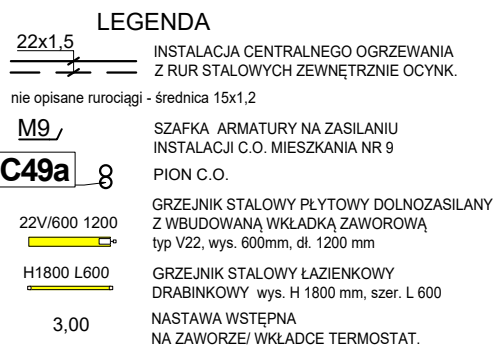 LEGENDA
22x1,5
INSTALACJA CENTRALNEGO OGRZEWANIA
Z RUR STALOWYCH ZEWNĘTRZNIE OCYNK.
nie opisane rurociągi - średnica 15x1,2
M9
SZAFKA ARMATURY NA ZASILANIU
INSTALACJI C.O. MIESZKANIA NR 9
C49a
PION C.O.
22V/600 1200
GRZEJNIK STALOWY PŁYTOWY DOLNOZASILANY
Z WBUDOWANĄ WKŁADKĄ ZAWOROWĄ
typ V22, wys. 600mm, dł. 1200 mm
H1800 L600
GRZEJNIK STALOWY ŁAZIENKOWY
DRABINKOWY wys. H 1800 mm, szer. L 600
3,00
NASTAWA WSTĘPNA
NA ZAWORZE/ WKŁADCE TERMOSTAT.